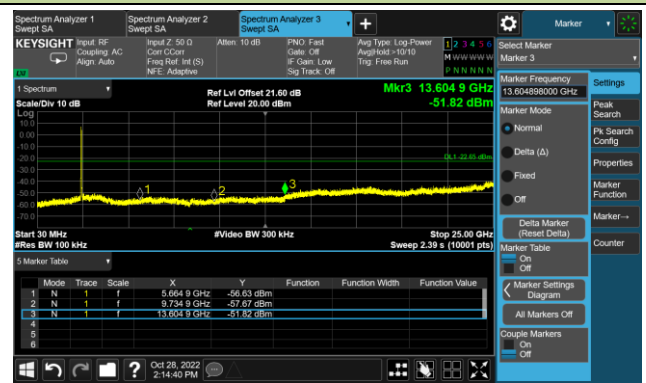 Spectrum Analyzer 1
Swept SA
Spectrum Analyzer 2
Swept SA
Spectrum Analyzer 3
Swept SA
Marker
KEYSIGHT
Input: RF
Coupling: AC
Align: Auto
Input Z: 50 Ω
Corr CCorr
Freq Ref: Int (S)
NFE: Adaptive
Atten: 10 dB
PNO: Fast
Gate: Off
IF Gain: Low
Sig Track: Off
Avg Type: Log-Power
Avg|Hold:>10/10
Trig: Free Run
1 2 3 4 5 6
M W W W W W
P N N N N N
LXI
Select Marker
Marker 3
1 Spectrum
Scale/Div 10 dB
Ref Lvl Offset 21.60 dB
Ref Level 20.00 dBm
Mkr3 13.604 9 GHz
-51.82 dBm
Log
10.0
0.00
-10.0
-20.0
-30.0
-40.0
-50.0
-60.0
-70.0
DL1 -22.65 dBm
1
2
3
Start 30 MHz
#Res BW 100 kHz
#Video BW 300 kHz
Stop 25.00 GHz
Sweep 2.39 s (10001 pts)
5 Marker Table
Mode Trace Scale X Y Function Function Width Function Value
1 N 1 f 5.664 9 GHz -56.63 dBm
2 N 1 f 9.734 9 GHz -57.67 dBm
3 N 1 f 13.604 9 GHz -51.82 dBm
4
5
6
Marker Frequency
13.604898000 GHz
Marker Mode
Normal
Delta (Δ)
Fixed
Off
Delta Marker
(Reset Delta)
Marker Table
On
Off
Marker Settings
Diagram
All Markers Off
Couple Markers
On
Off
Settings
Peak
Search
Pk Search
Config
Properties
Marker
Function
Marker→
Counter
Oct 28, 2022
2:14:40 PM